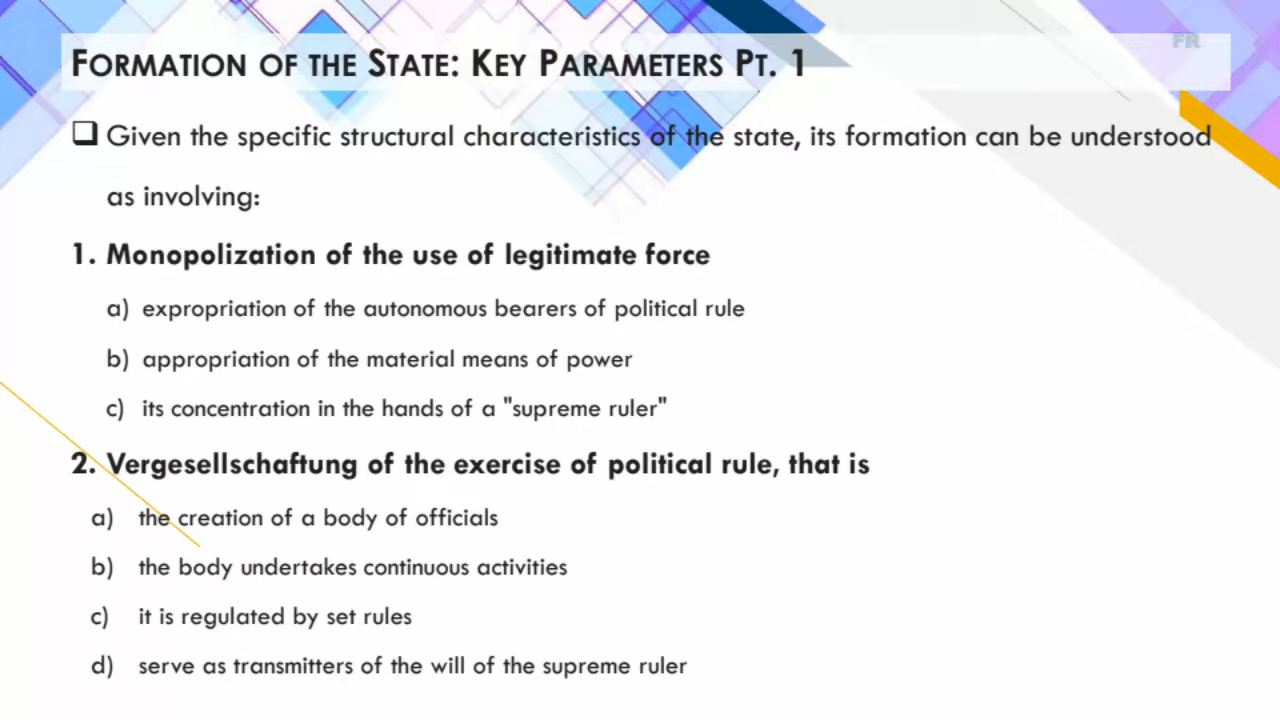 FORMATION OF THE STATE: KEY PARAMETERS PT. 1
FR
❑ Given the specific structural characteristics of the state, its formation can be understood
as involving:
1. Monopolization of the use of legitimate force
a) expropriation of the autonomous bearers of political rule
b) appropriation of the material means of power
c) its concentration in the hands of a "supreme ruler"
2. Vergesellschaftung of the exercise of political rule, that is
a) the creation of a body of officials
b) the body undertakes continuous activities
c) it is regulated by set rules
d) serve as transmitters of the will of the supreme ruler